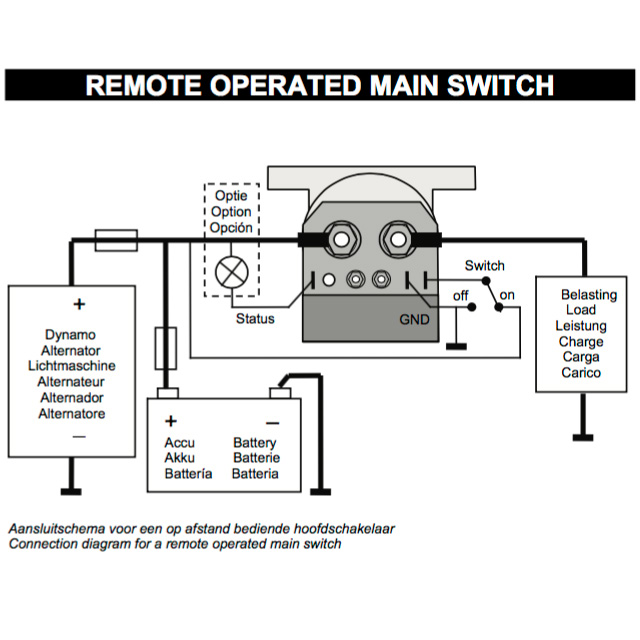 REMOTE OPERATED MAIN SWITCH
Optie
Option
Opción
Switch
off
on
Status
GND
+
Dynamo
Alternator
Lichtmaschine
Alternateur
Alternador
Alternatore
—
Belasting
Load
Leistung
Charge
Carga
Carico
+ —
Accu Battery
Akku Batterie
Batería Batteria
Aansluitschema voor een op afstand bediende hoofdschakelaar
Connection diagram for a remote operated main switch